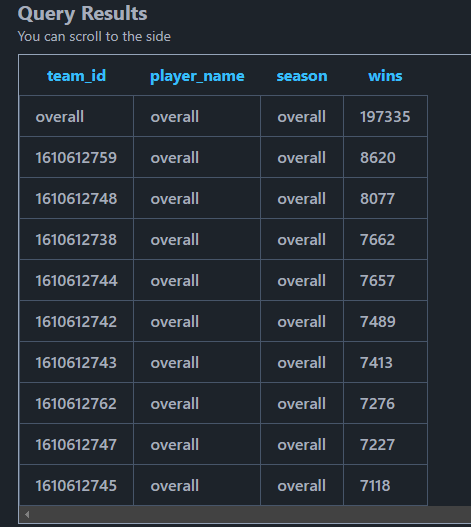 Query Results
You can scroll to the side
team_id player_name season wins
overall overall overall 197335
1610612759 overall overall 8620
1610612748 overall overall 8077
1610612738 overall overall 7662
1610612744 overall overall 7657
1610612742 overall overall 7489
1610612743 overall overall 7413
1610612762 overall overall 7276
1610612747 overall overall 7227
1610612745 overall overall 7118